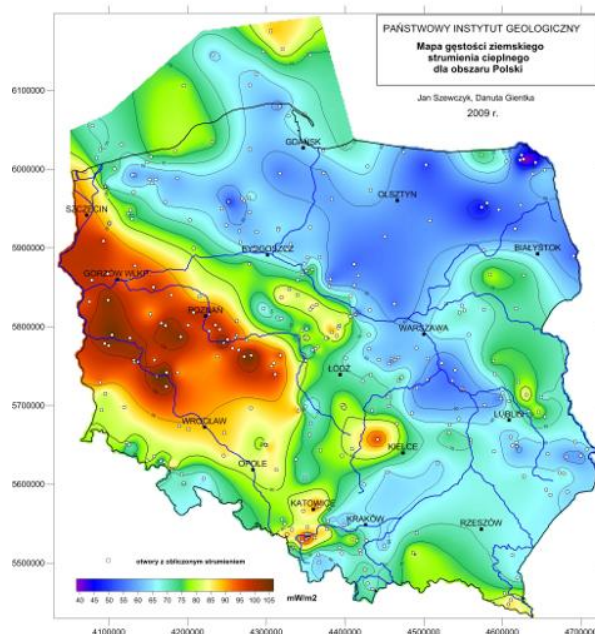 PAŃSTWOWY INSTYTUT GEOLOGICZNY
Mapa gęstości ziemskiego
strumienia cieplnego
dla obszaru Polski
Jan Szewczyk, Danuta Gientka
2009 r.
6100000
6000000
5900000
5800000
5700000
5600000
5500000
GDAŃSK
OLSZTYN
SZCZECIN
BYDGOSZCZ
BIAŁYSTOK
GORZÓW WLKP
POZNAŃ
WARSZAWA
ŁÓDŹ
WROCŁAW
LUBLIN
KIELCE
OPOLE
KATOWICE
KRAKÓW
RZESZÓW
otwory z obliczonym strumieniem
40 45 50 55 60 65 70 75 80 85 90 95 100 105
mW/m2
4100000 4200000 4300000 4400000 4500000 4600000